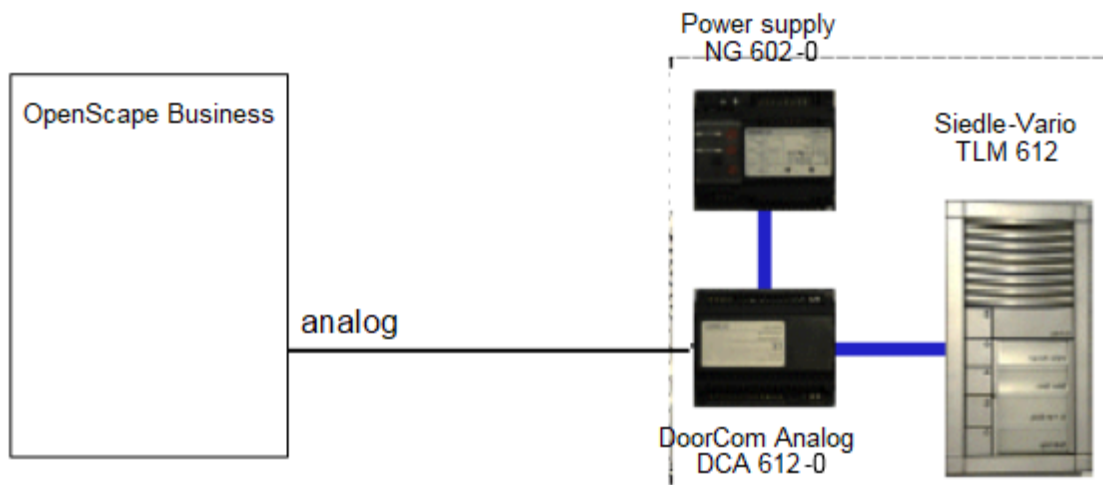 Power supply
NG 602-0
OpenScape Business
Siedle-Vario
TLM 612
analog
DoorCom Analog
DCA 612-0